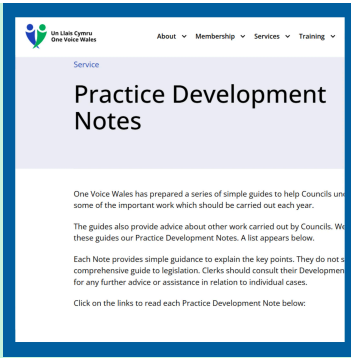 Un Llais Cymru
One Voice Wales
About Membership Services Training
Service
Practice Development
Notes
One Voice Wales has prepared a series of simple guides to help Councils
some of the important work which should be carried out each year.
The guides also provide advice about other work carried out by Councils. We
these guides our Practice Development Notes. A list appears below.
Each Note provides simple guidance to explain the key points. They do not
comprehensive guide to legislation. Clerks should consult their Developmen
for any further advice or assistance in relation to individual cases.
Click on the links to read each Practice Development Note below: